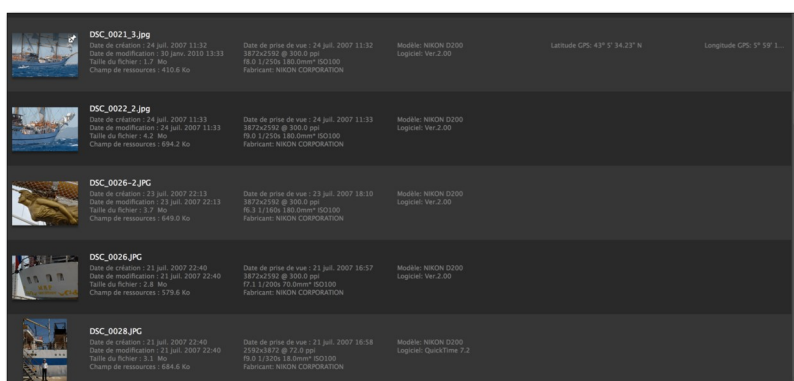 DSC_0021_3.jpg
Date de création : 24 juil. 2007 11:32
Date de modification : 30 janv. 2010 13:33
Taille du fichier : 1.7 Mo
Champ de ressources : 410.6 Ko
Date de prise de vue : 24 juil. 2007 11:32
3872x2592 @ 300.0 ppi
f8.0 1/250s 180.0mm* ISO100
Fabricant: NIKON CORPORATION
Modèle: NIKON D200
Logiciel: Ver.2.00
Latitude GPS: 43° 5' 34.23" N
Longitude GPS: 5° 59' 1...
DSC_0022_2.jpg
Date de création : 24 juil. 2007 11:33
Date de modification : 24 juil. 2007 11:33
Taille du fichier : 4.2 Mo
Champ de ressources : 694.2 Ko
Date de prise de vue : 24 juil. 2007 11:33
3872x2592 @ 300.0 ppi
f9.0 1/250s 180.0mm* ISO100
Fabricant: NIKON CORPORATION
Modèle: NIKON D200
Logiciel: Ver.2.00
DSC_0026-2.JPG
Date de création : 23 juil. 2007 22:13
Date de modification : 23 juil. 2007 22:13
Taille du fichier : 3.7 Mo
Champ de ressources : 649.0 Ko
Date de prise de vue : 23 juil. 2007 18:10
3872x2592 @ 300.0 ppi
f6.3 1/160s 180.0mm* ISO100
Fabricant: NIKON CORPORATION
Modèle: NIKON D200
Logiciel: Ver.2.00
DSC_0026.JPG
Date de création : 21 juil. 2007 22:40
Date de modification : 21 juil. 2007 22:40
Taille du fichier : 2.8 Mo
Champ de ressources : 579.6 Ko
Date de prise de vue : 21 juil. 2007 16:57
3872x2592 @ 300.0 ppi
f7.1 1/200s 70.0mm* ISO100
Fabricant: NIKON CORPORATION
Modèle: NIKON D200
Logiciel: Ver.2.00
DSC_0028.JPG
Date de création : 21 juil. 2007 22:40
Date de modification : 21 juil. 2007 22:40
Taille du fichier : 3.1 Mo
Champ de ressources : 684.6 Ko
Date de prise de vue : 21 juil. 2007 16:58
2592x3872 @ 72.0 ppi
f9.0 1/320s 18.0mm* ISO100
Fabricant: NIKON CORPORATION
Modèle: NIKON D200
Logiciel: QuickTime 7.2